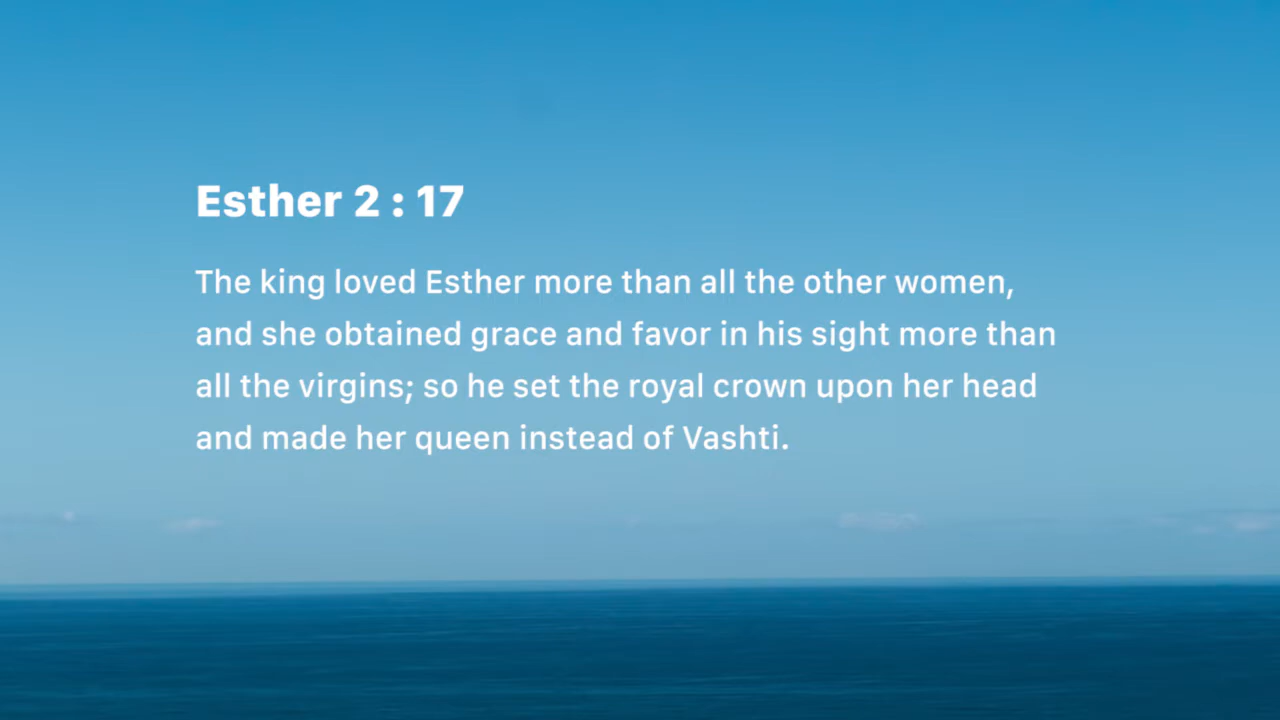 Esther 2 : 17
The king loved Esther more than all the other women,
and she obtained grace and favor in his sight more than
all the virgins; so he set the royal crown upon her head
and made her queen instead of Vashti.